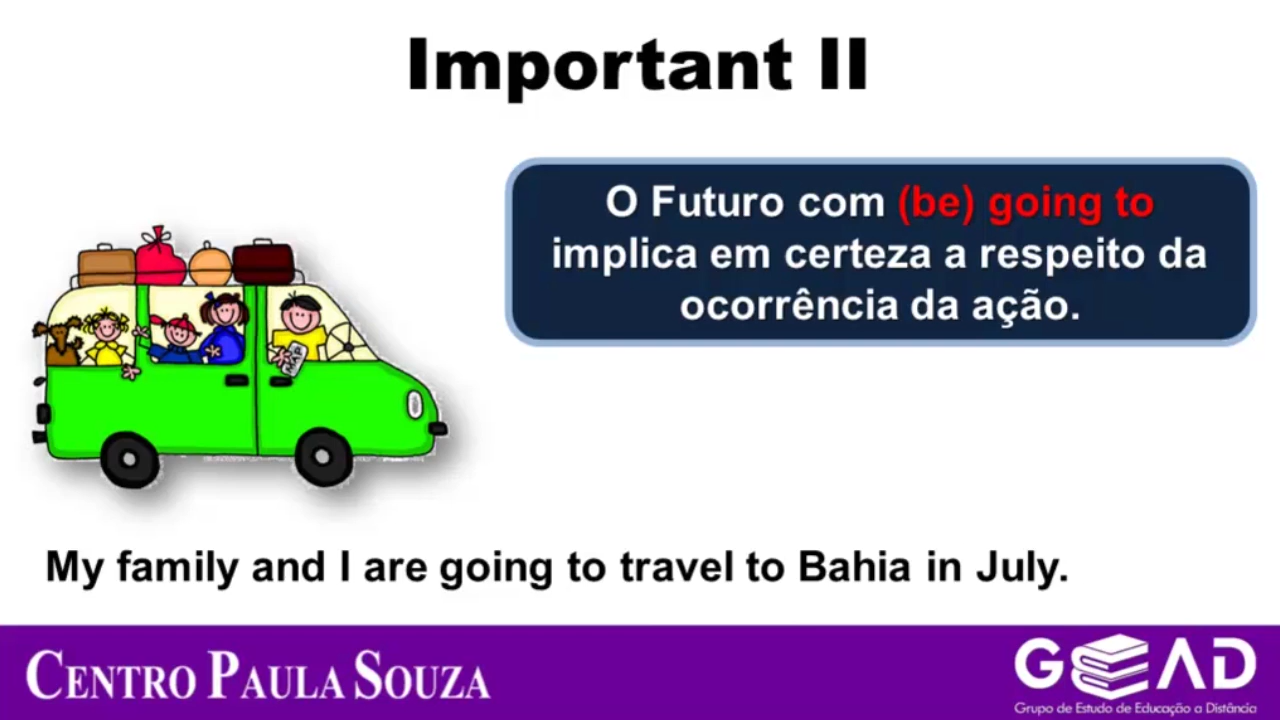 Important II
O Futuro com (be) going to
implica em certeza a respeito da
ocorrência da ação.
My family and I are going to travel to Bahia in July.
CENTRO PAULA SOUZA
GEAD
Grupo de Estudo de Educação a Distância